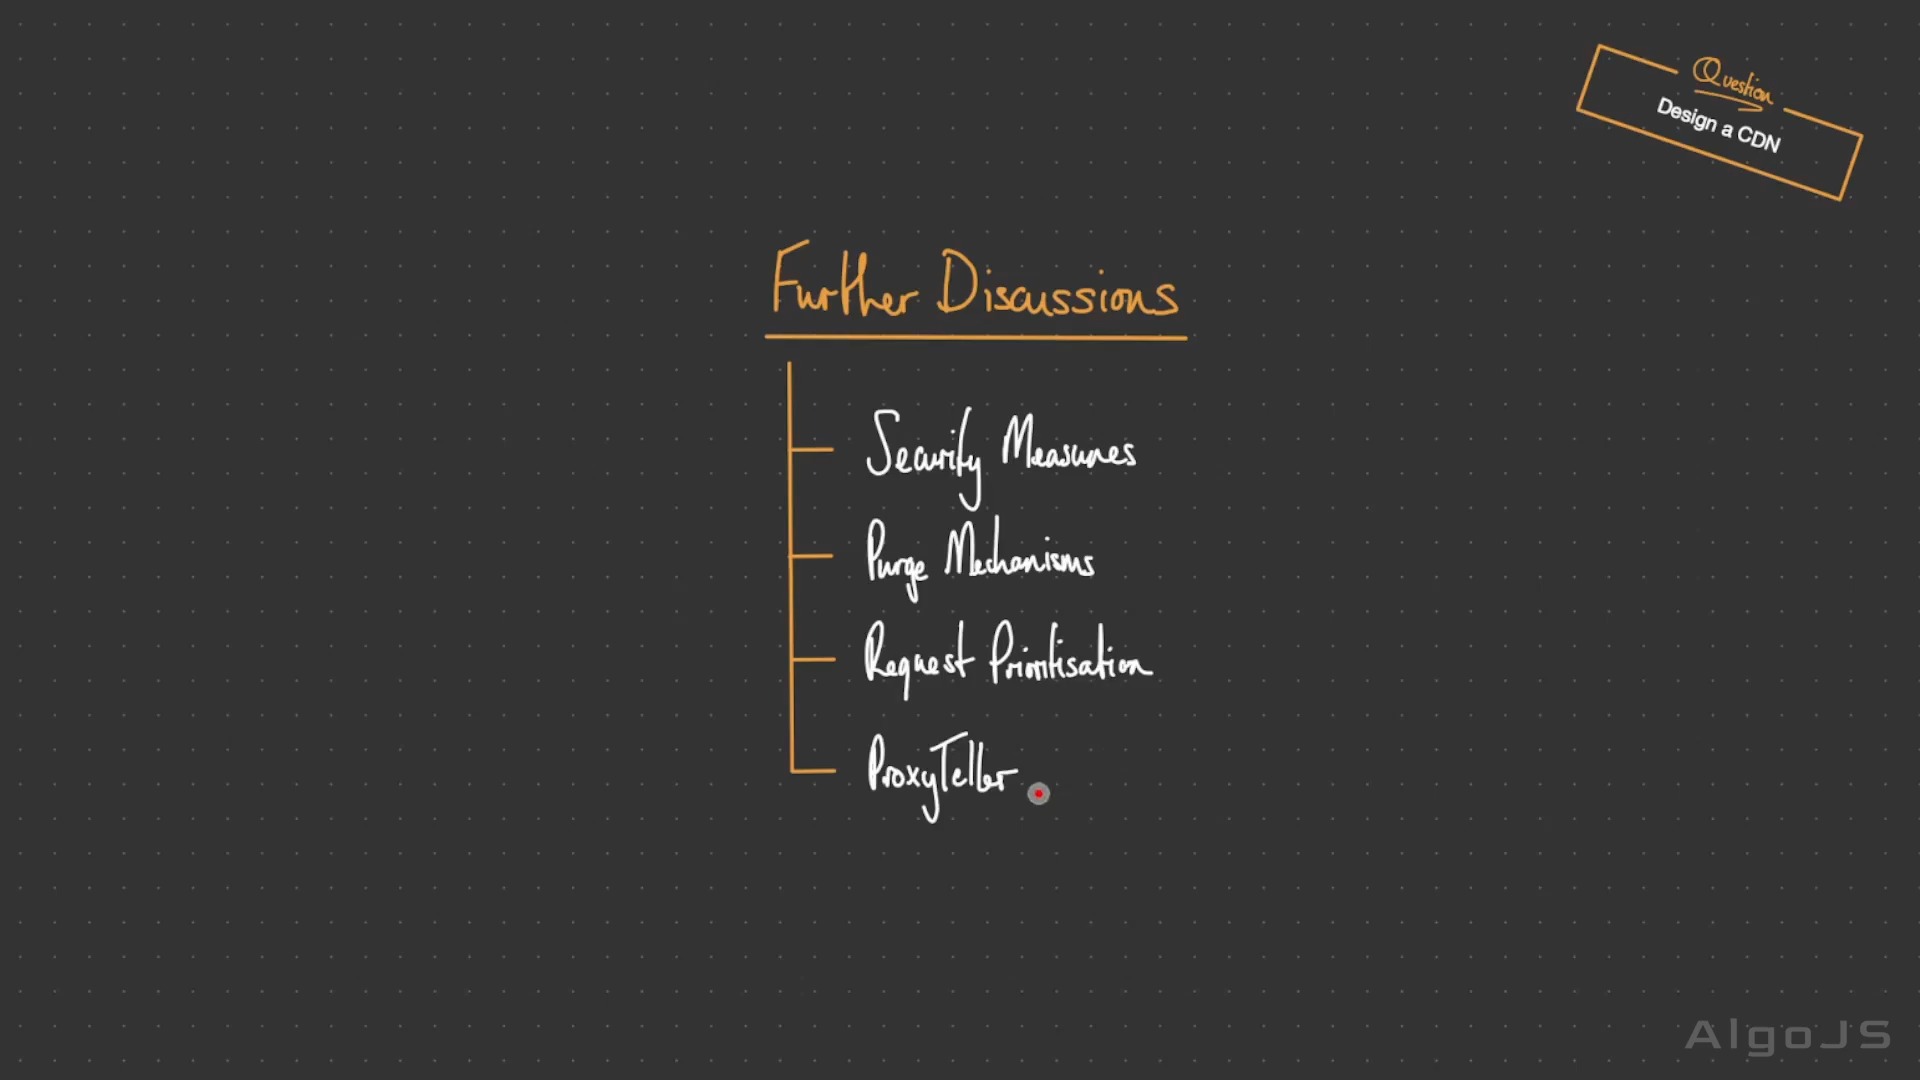 Question
Design a CDN
Further Discussions
Security Measures
Purge Mechanisms
Request Prioritisation
ProxyTeller
AlgoJS